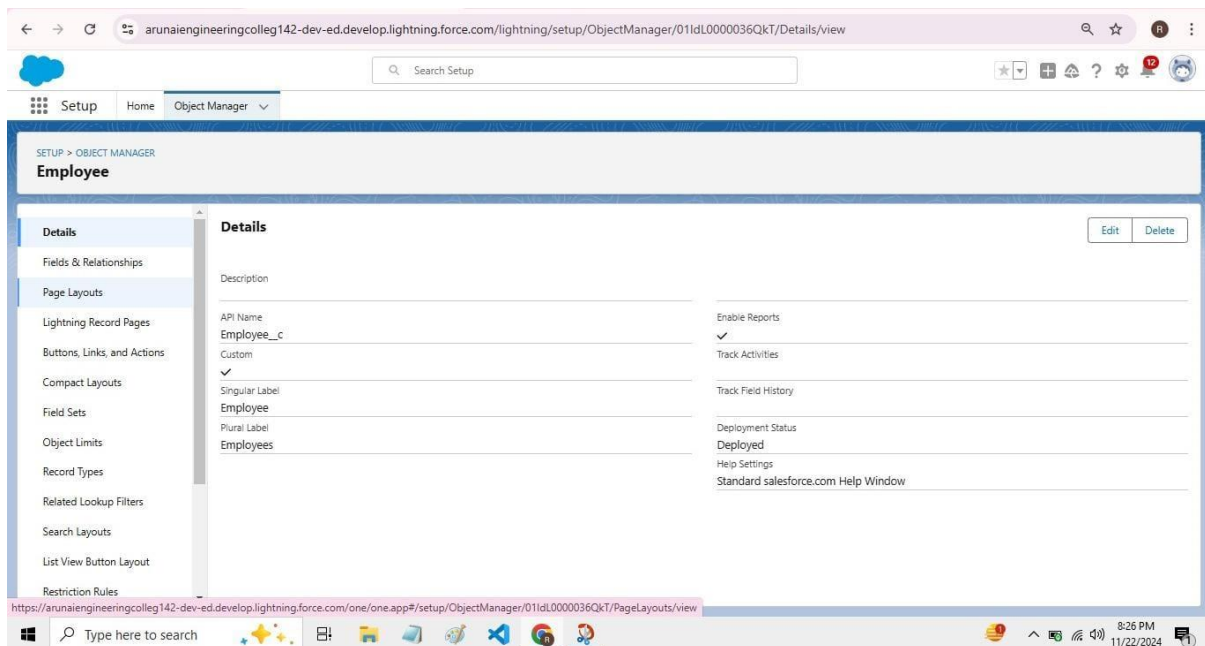 arunaiengineeringcolleg142-dev-ed.develop.lightning.force.com/lightning/setup/ObjectManager/01IdL0000036QkT/Details/view
R
Search Setup
12
Setup
Home
Object Manager
SETUP > OBJECT MANAGER
Employee
Details
Fields & Relationships
Page Layouts
Lightning Record Pages
Buttons, Links, and Actions
Compact Layouts
Field Sets
Object Limits
Record Types
Related Lookup Filters
Search Layouts
List View Button Layout
Restriction Rules
Details
Edit
Delete
Description
API Name
Employee__c
Custom
Singular Label
Employee
Plural Label
Employees
Enable Reports
Track Activities
Track Field History
Deployment Status
Deployed
Help Settings
Standard salesforce.com Help Window
https://arunaiengineeringcolleg142-dev-ed.develop.lightning.force.com/one/one.app#/setup/ObjectManager/01IdL0000036QkT/PageLayouts/view
Type here to search
8:26 PM
11/22/2024